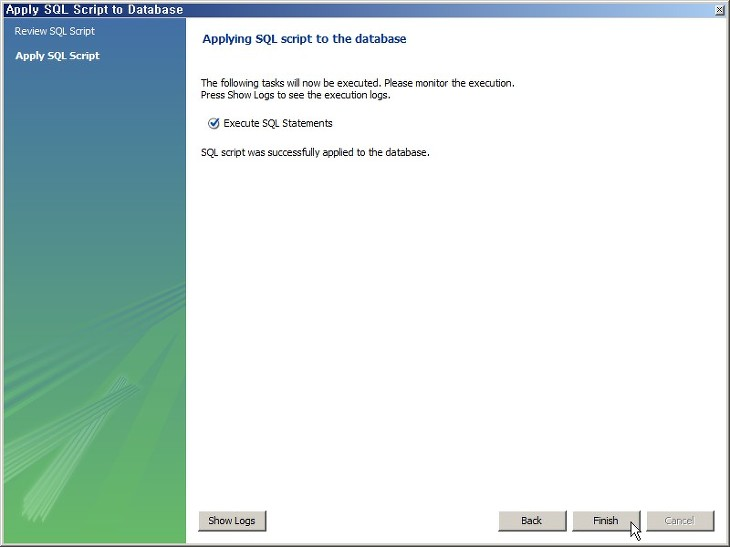 Apply SQL Script to Database
Review SQL Script
Apply SQL Script
Applying SQL script to the database
The following tasks will now be executed. Please monitor the execution.
Press Show Logs to see the execution logs.
Execute SQL Statements
SQL script was successfully applied to the database.
Show Logs
Back
Finish
Cancel